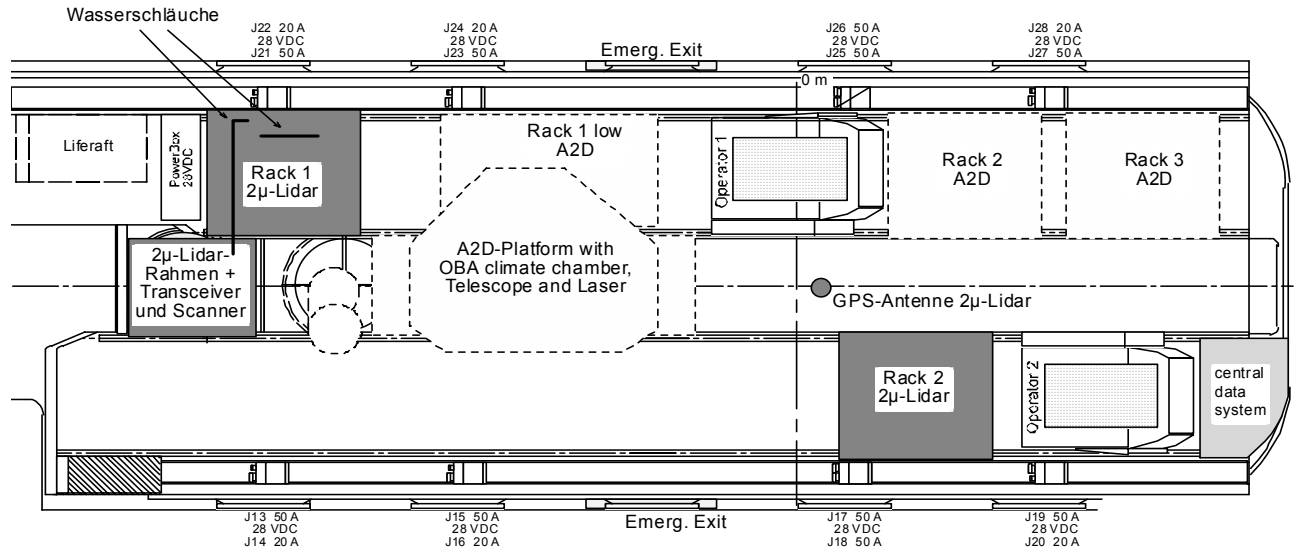 Wasserschläuche
J22 20 A
28 VDC
J21 50 A
J24 20 A
28 VDC
J23 50 A
Emerg. Exit
J26 50 A
28 VDC
J25 50 A
J28 20 A
28 VDC
J27 50 A
0 m
Liferaft
PowerBox
28VDC
Rack 1
2µ-Lidar
Rack 1 low
A2D
Operator 1
Rack 2
A2D
Rack 3
A2D
2µ-Lidar-
Rahmen +
Transceiver
und Scanner
A2D-Platform with
OBA climate chamber,
Telescope and Laser
GPS-Antenne 2µ-Lidar
Rack 2
2µ-Lidar
Operator 2
central
data
system
J13 50 A
28 VDC
J14 20 A
J15 50 A
28 VDC
J16 20 A
Emerg. Exit
J17 50 A
28 VDC
J18 50 A
J19 50 A
28 VDC
J20 20 A